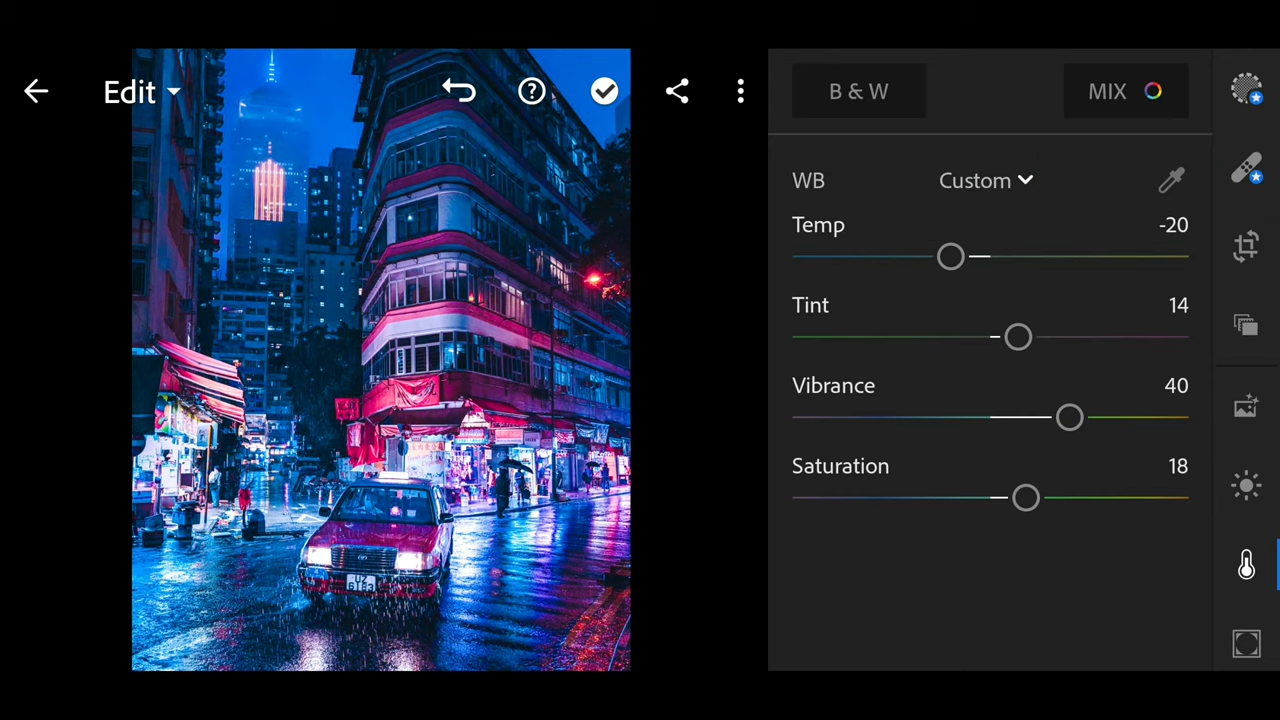 Edit
B & W
MIX
WB
Custom
Temp
-20
Tint
14
Vibrance
40
Saturation
18